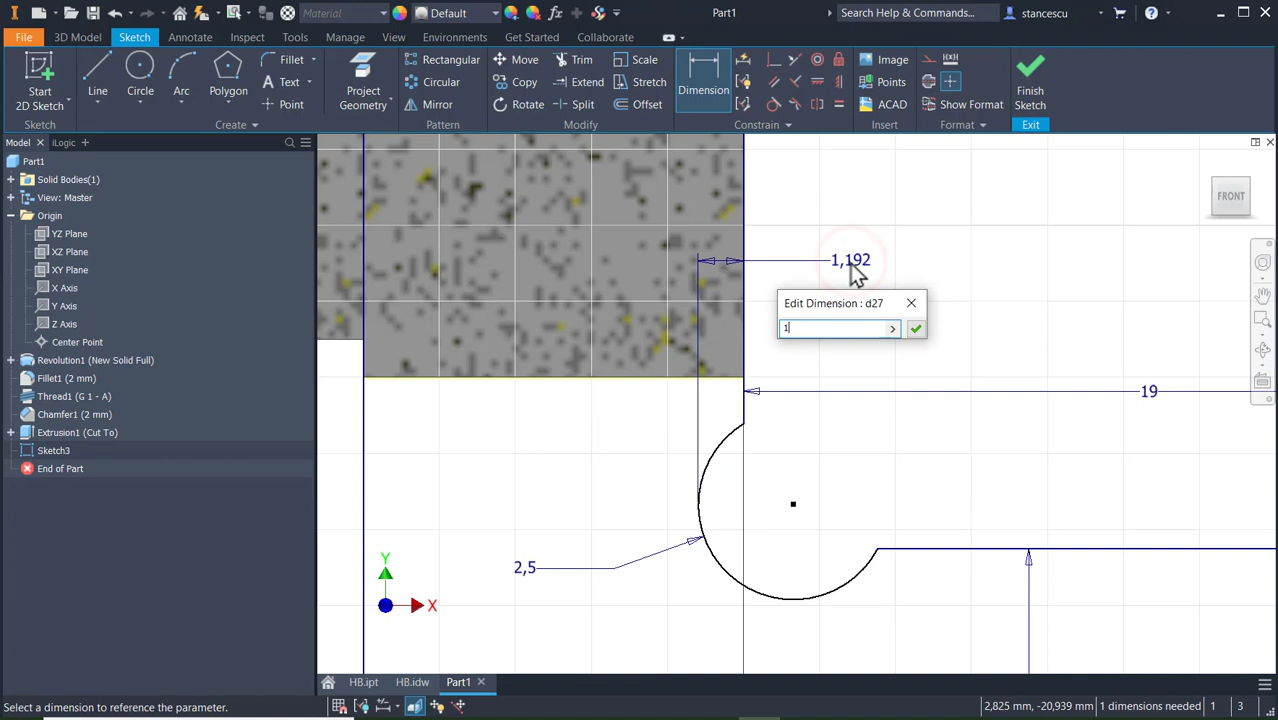 Material
Default
Part1
Search Help & Commands...
stancescu
File
3D Model
Sketch
Annotate
Inspect
Tools
Manage
View
Environments
Get Started
Collaborate
Start
2D Sketch
Line
Circle
Arc
Polygon
Fillet
Text
Point
Project
Geometry
Rectangular
Circular
Mirror
Move
Copy
Rotate
Trim
Extend
Split
Scale
Stretch
Offset
Dimension
Image
Points
ACAD
Show Format
Finish
Sketch
Sketch
Create
Pattern
Modify
Constrain
Insert
Format
Exit
Model
iLogic
Part1
Solid Bodies(1)
View: Master
Origin
YZ Plane
XZ Plane
XY Plane
X Axis
Y Axis
Z Axis
Center Point
Revolution1 (New Solid Full)
Fillet1 (2 mm)
Thread1 (G 1 - A)
Chamfer1 (2 mm)
Extrusion1 (Cut To)
Sketch3
End of Part
FRONT
1,192
Edit Dimension : d27
1
19
2,5
Y
X
HB.ipt
HB.idw
Part1
Select a dimension to reference the parameter.
2,825 mm, -20,939 mm
1 dimensions needed
1
3